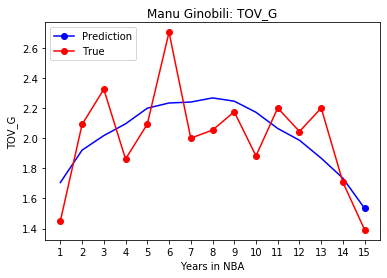 Manu Ginobili: TOV_G
Prediction
True
TOV_G
2.6
2.4
2.2
2.0
1.8
1.6
1.4
1 2 3 4 5 6 7 8 9 10 11 12 13 14 15
Years in NBA